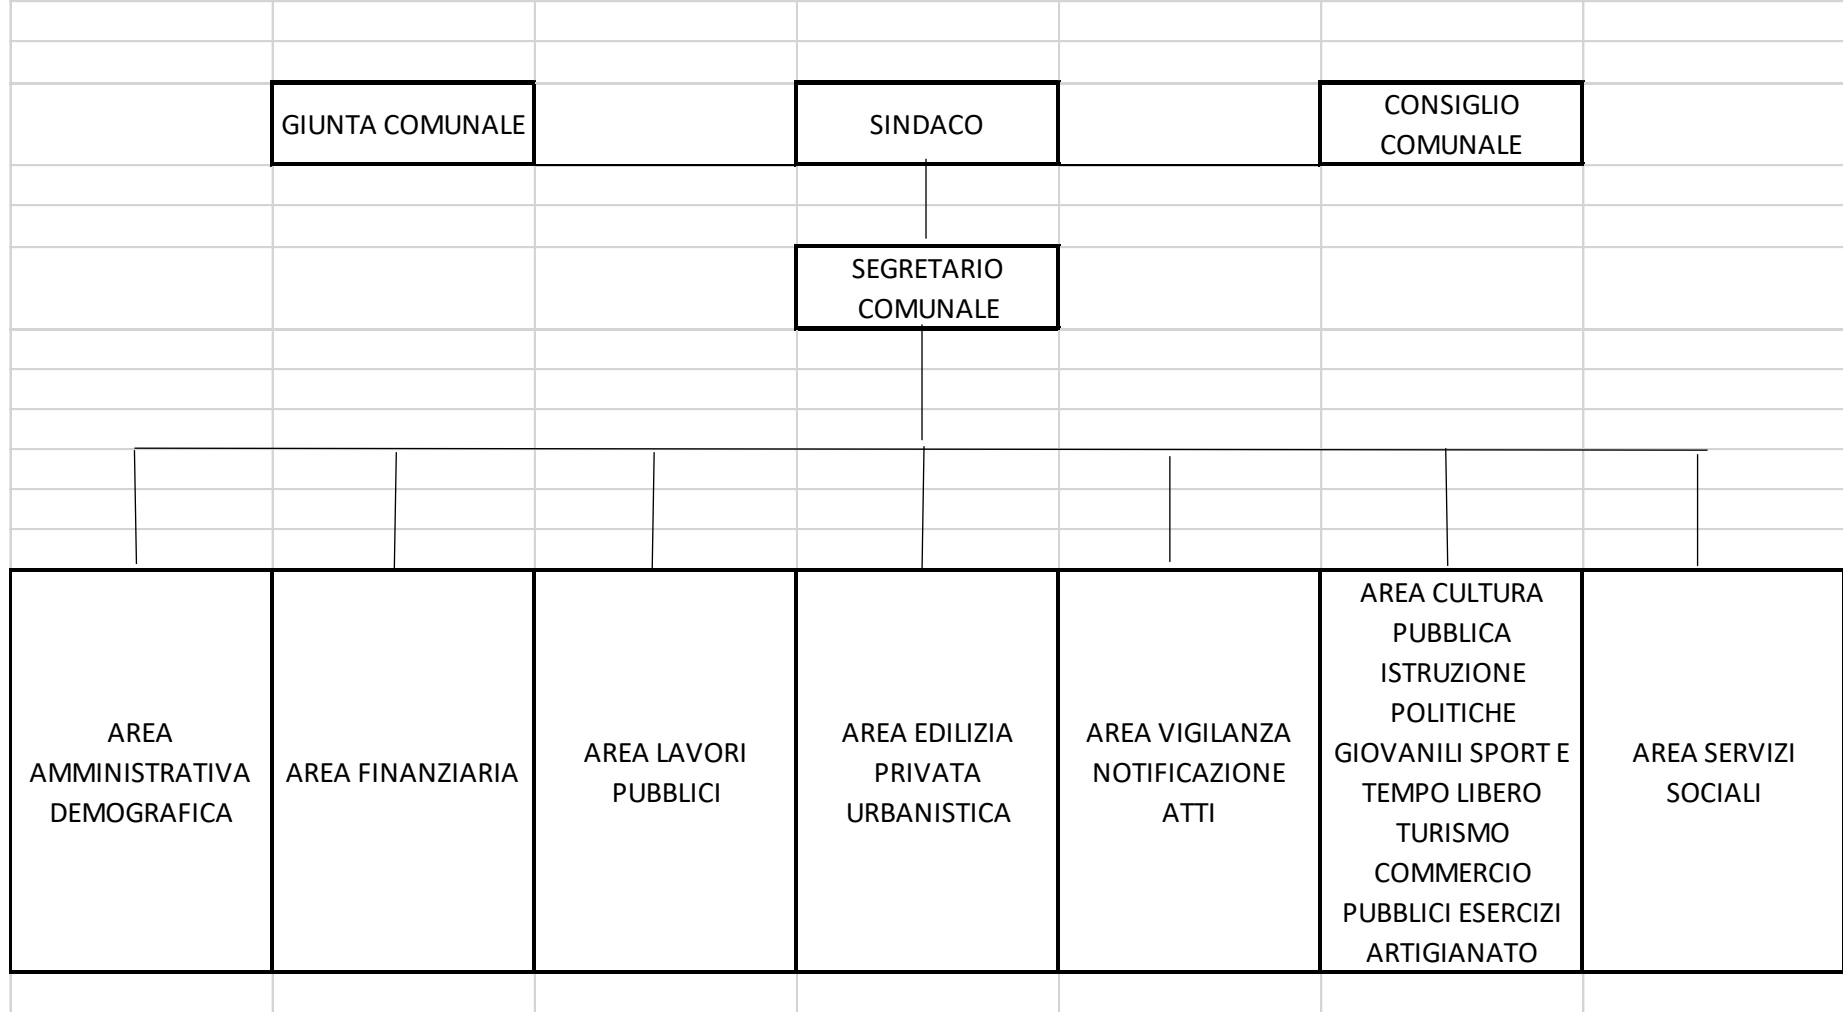 GIUNTA COMUNALE
SINDACO
CONSIGLIO
COMUNALE
SEGRETARIO
COMUNALE
AREA
AMMINISTRATIVA
DEMOGRAFICA
AREA FINANZIARIA
AREA LAVORI
PUBBLICI
AREA EDILIZIA
PRIVATA
URBANISTICA
AREA VIGILANZA
NOTIFICAZIONE
ATTI
AREA CULTURA
PUBBLICA
ISTRUZIONE
POLITICHE
GIOVANILI SPORT E
TEMPO LIBERO
TURISMO
COMMERCIO
PUBBLICI ESERCIZI
ARTIGIANATO
AREA SERVIZI
SOCIALI